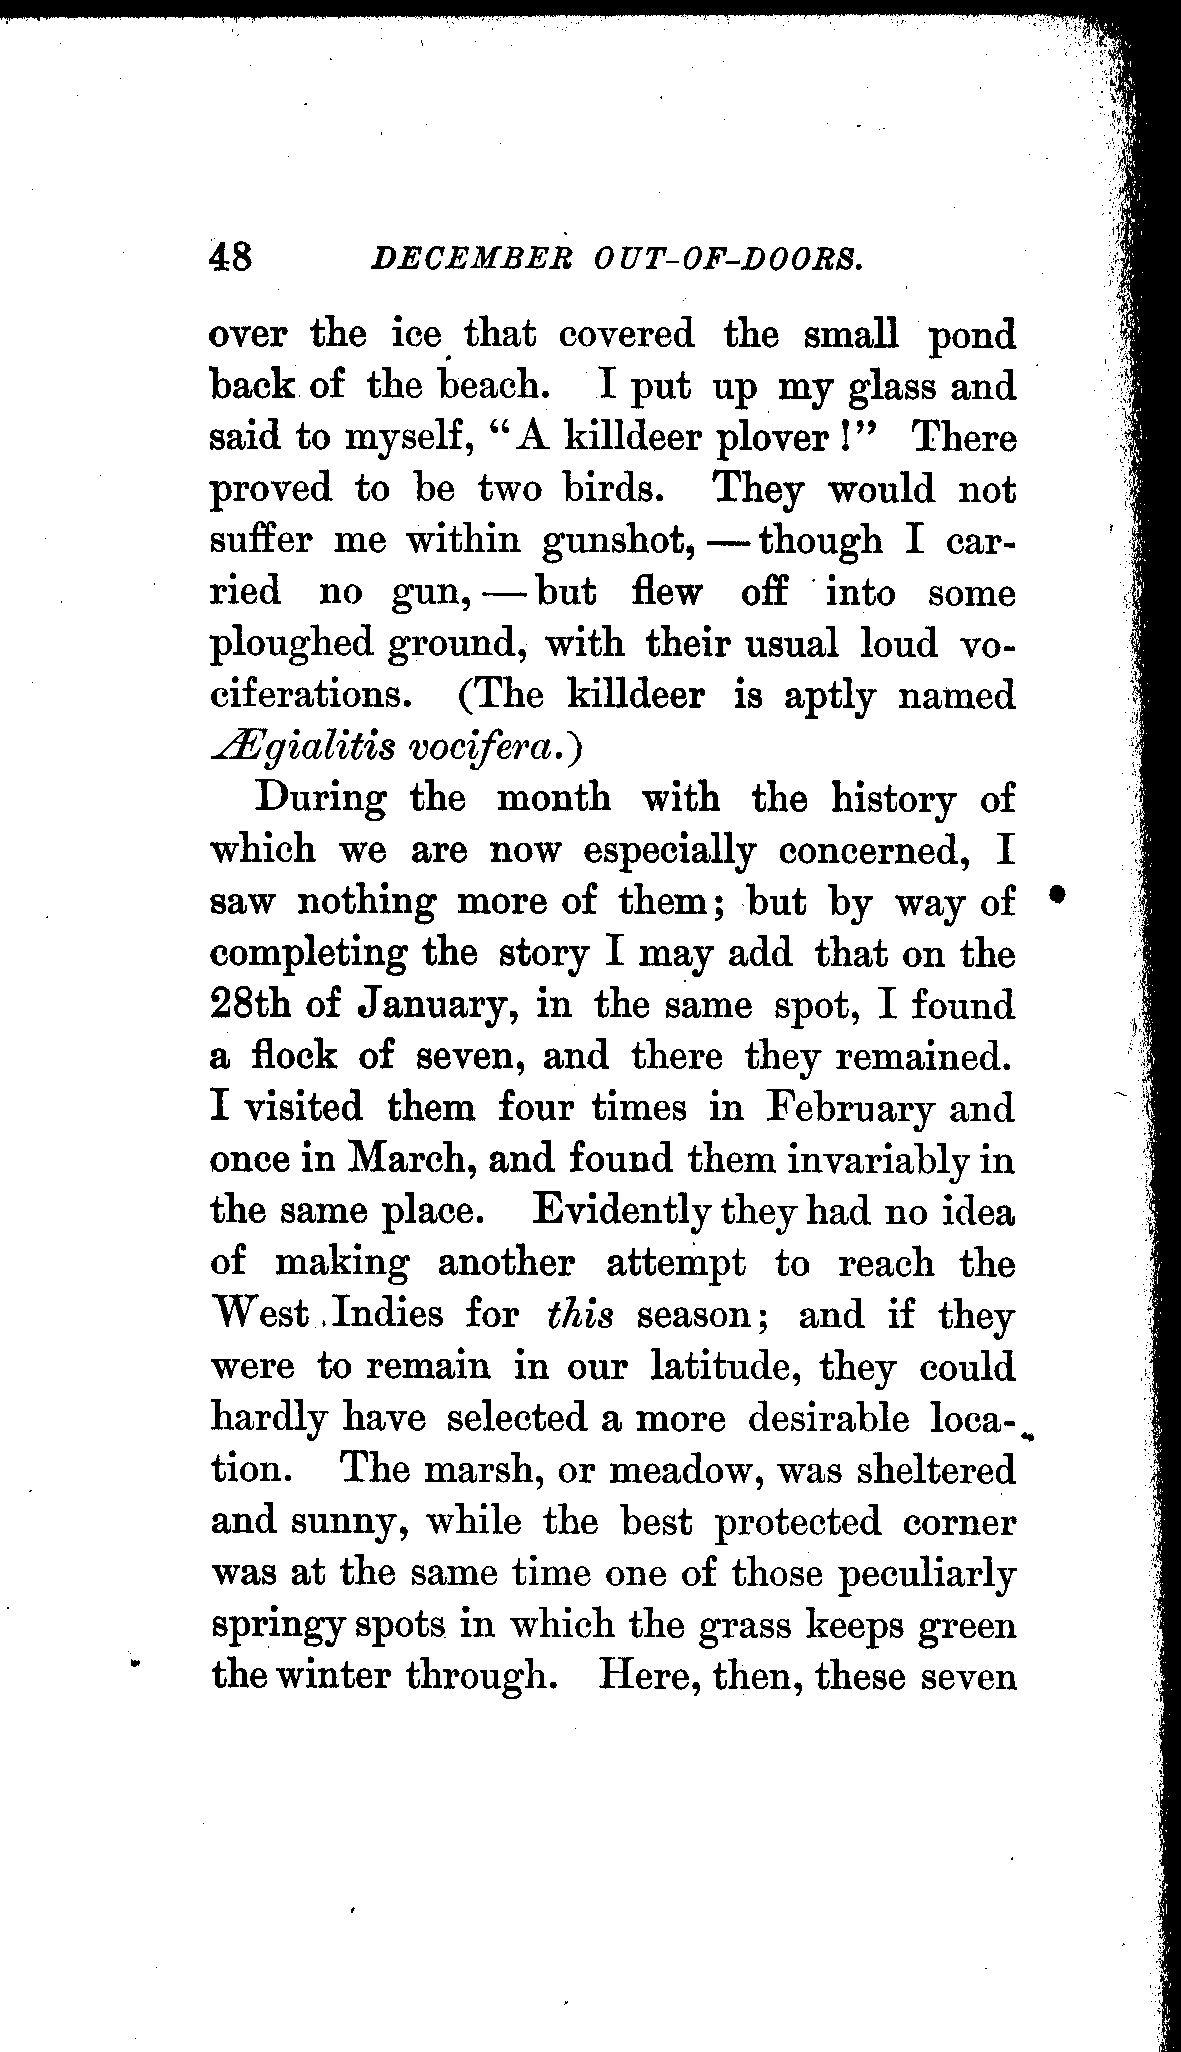 48 DECEMBER OUT-OF-DOORS.
over the ice that covered the small pond
back of the beach. I put up my glass and
said to myself, "A killdeer plover!" There
proved to be two birds. They would not
suffer me within gunshot, — though I car-
ried no gun, — but flew off into some
ploughed ground, with their usual loud vo-
ciferations. (The killdeer is aptly named
Ægialitis vocifera.)
During the month with the history of
which we are now especially concerned, I
saw nothing more of them; but by way of
completing the story I may add that on the
28th of January, in the same spot, I found
a flock of seven, and there they remained.
I visited them four times in February and
once in March, and found them invariably in
the same place. Evidently they had no idea
of making another attempt to reach the
West Indies for this season; and if they
were to remain in our latitude, they could
hardly have selected a more desirable loca-
tion. The marsh, or meadow, was sheltered
and sunny, while the best protected corner
was at the same time one of those peculiarly
springy spots in which the grass keeps green
the winter through. Here, then, these seven